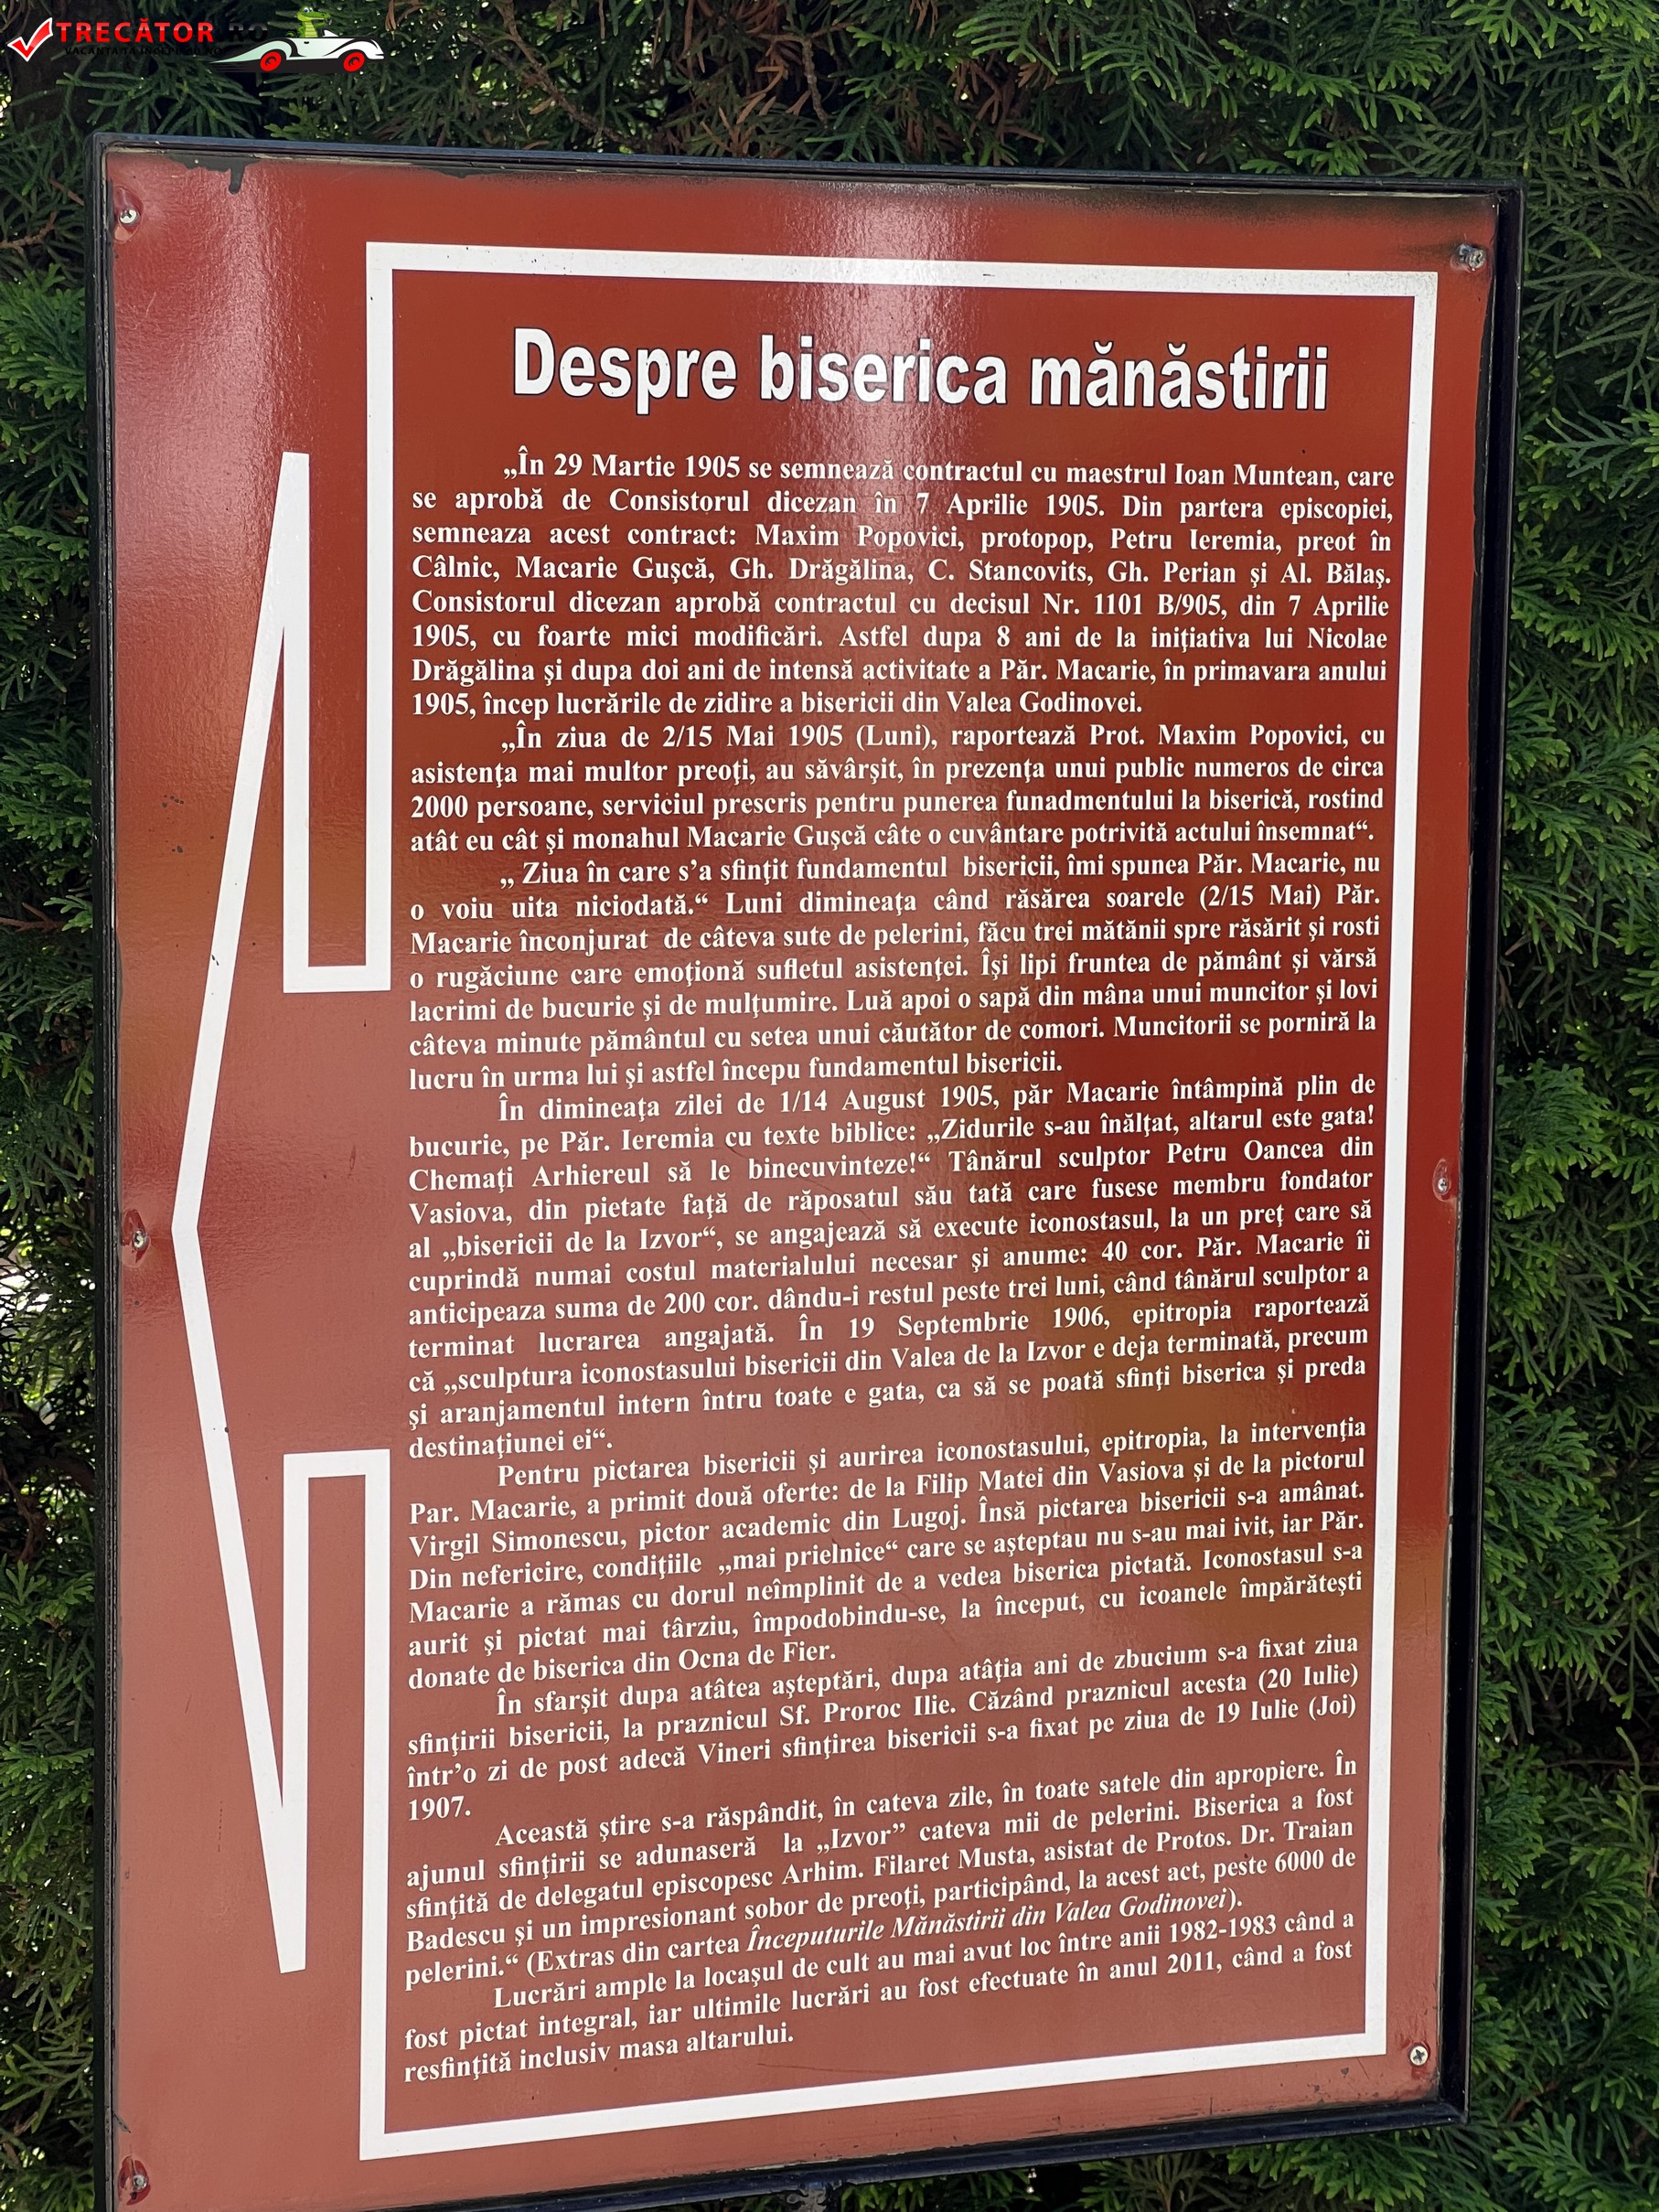 TRECĂTOR.RO
Despre biserica mănăstirii
„În 29 Martie 1905 se semnează contractul cu maestrul Ioan Muntean, care
se aprobă de Consistorul dicezan în 7 Aprilie 1905. Din partera episcopiei,
semneaza acest contract: Maxim Popovici, protopop, Petru Ieremia, preot în
Câlnic, Macarie Guşcă, Gh. Drăgălina, C. Stancovits, Gh. Perian şi Al. Bălaş.
Consistorul dicezan aprobă contractul cu decisul Nr. 1101 B/905, din 7 Aprilie
1905, cu foarte mici modificări. Astfel dupa 8 ani de la iniţiativa lui Nicolae
Drăgălina şi dupa doi ani de intensă activitate a Păr. Macarie, în primavara anului
1905, încep lucrările de zidire a bisericii din Valea Godinovei.
„În ziua de 2/15 Mai 1905 (Luni), raportează Prot. Maxim Popovici, cu
asistenţa mai multor preoţi, au săvârşit, în prezenţa unui public numeros de circa
2000 persoane, serviciul prescris pentru punerea funadmentului la biserică, rostind
atât eu cât şi monahul Macarie Guşcă câte o cuvântare potrivită actului însemnat“.
„ Ziua în care s’a sfinţit fundamentul bisericii, îmi spunea Păr. Macarie, nu
o voiu uita niciodată.“ Luni dimineaţa când răsărea soarele (2/15 Mai) Păr.
Macarie înconjurat de câteva sute de pelerini, făcu trei mătănii spre răsărit şi rosti
o rugăciune care emoţionă sufletul asistenţei. Îşi lipi fruntea de pământ şi vărsă
lacrimi de bucurie şi de mulţumire. Luă apoi o sapă din mâna unui muncitor şi lovi
câteva minute pământul cu setea unui căutător de comori. Muncitorii se porniră la
lucru în urma lui şi astfel începu fundamentul bisericii.
În dimineaţa zilei de 1/14 August 1905, păr Macarie întâmpină plin de
bucurie, pe Păr. Ieremia cu texte biblice: „Zidurile s-au înălţat, altarul este gata!
Chemaţi Arhiereul să le binecuvinteze!“ Tânărul sculptor Petru Oancea din
Vasiova, din pietate faţă de răposatul său tată care fusese membru fondator
al „bisericii de la Izvor“, se angajează să execute iconostasul, la un preţ care să
cuprindă numai costul materialului necesar şi anume: 40 cor. Păr. Macarie îi
anticipeaza suma de 200 cor. dându-i restul peste trei luni, când tânărul sculptor a
terminat lucrarea angajată. În 19 Septembrie 1906, epitropia raportează
că „sculptura iconostasului bisericii din Valea de la Izvor e deja terminată, precum
şi aranjamentul intern întru toate e gata, ca să se poată sfinţi biserica şi preda
destinaţiunei ei“.
Pentru pictarea bisericii şi aurirea iconostasului, epitropia, la intervenţia
Par. Macarie, a primit două oferte: de la Filip Matei din Vasiova şi de la pictorul
Virgil Simonescu, pictor academic din Lugoj. Însă pictarea bisericii s-a amânat.
Din nefericire, condiţiile „mai prielnice“ care se aşteptau nu s-au mai ivit, iar Păr.
Macarie a rămas cu dorul neîmplinit de a vedea biserica pictată. Iconostasul s-a
aurit şi pictat mai târziu, împodobindu-se, la început, cu icoanele împărăteşti
donate de biserica din Ocna de Fier.
În sfarşit dupa atâtea aşteptări, dupa atâţia ani de zbucium s-a fixat ziua
sfinţirii bisericii, la praznicul Sf. Proroc Ilie. Căzând praznicul acesta (20 Iulie)
într’o zi de post adecă Vineri sfinţirea bisericii s-a fixat pe ziua de 19 Iulie (Joi)
1907.
Această ştire s-a răspândit, în cateva zile, în toate satele din apropiere. În
ajunul sfinţirii se adunaseră la „Izvor” cateva mii de pelerini. Biserica a fost
sfinţită de delegatul episcopesc Arhim. Filaret Musta, asistat de Protos. Dr. Traian
Badescu şi un impresionant sobor de preoţi, participând, la acest act, peste 6000 de
pelerini.“ (Extras din cartea Începuturile Mănăstirii din Valea Godinovei).
Lucrări ample la locaşul de cult au mai avut loc între anii 1982-1983 când a
fost pictat integral, iar ultimile lucrări au fost efectuate în anul 2011, când a fost
resfinţită inclusiv masa altarului.